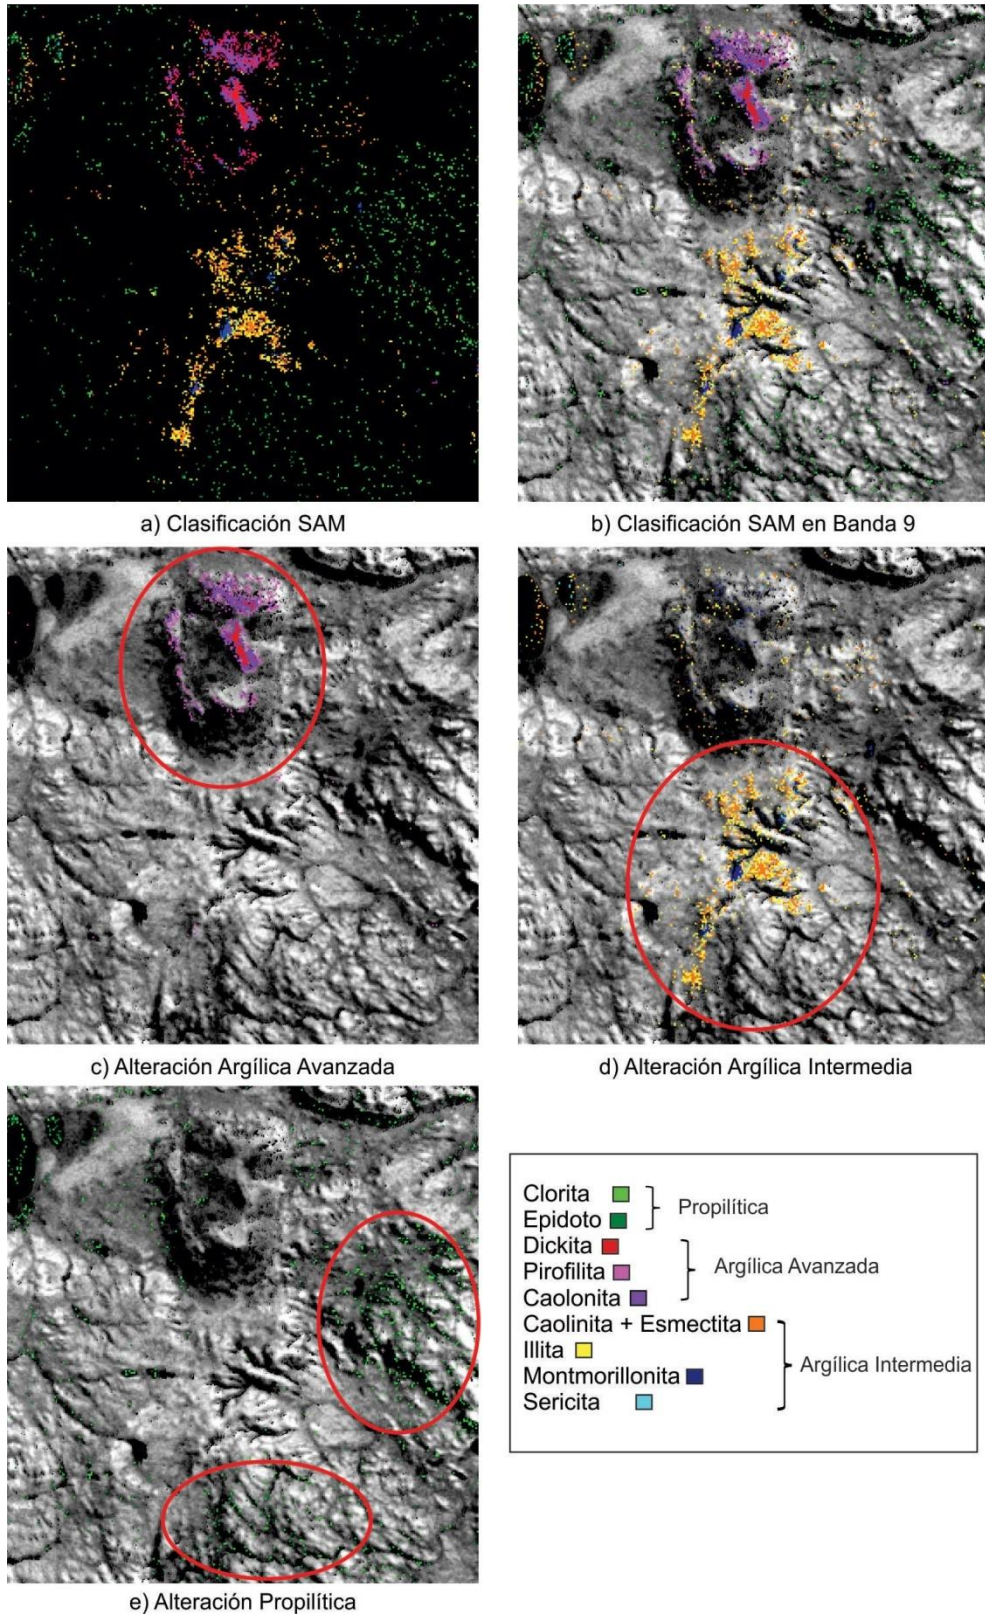 a) Clasificación SAM
b) Clasificación SAM en Banda 9
c) Alteración Argílica Avanzada
d) Alteración Argílica Intermedia
e) Alteración Propilítica
Clorita
Epidoto
Propilítica
Dickita
Pirofilita
Caolonita
Argílica Avanzada
Caolinita + Esmectita
Illita
Montmorillonita
Sericita
Argílica Intermedia